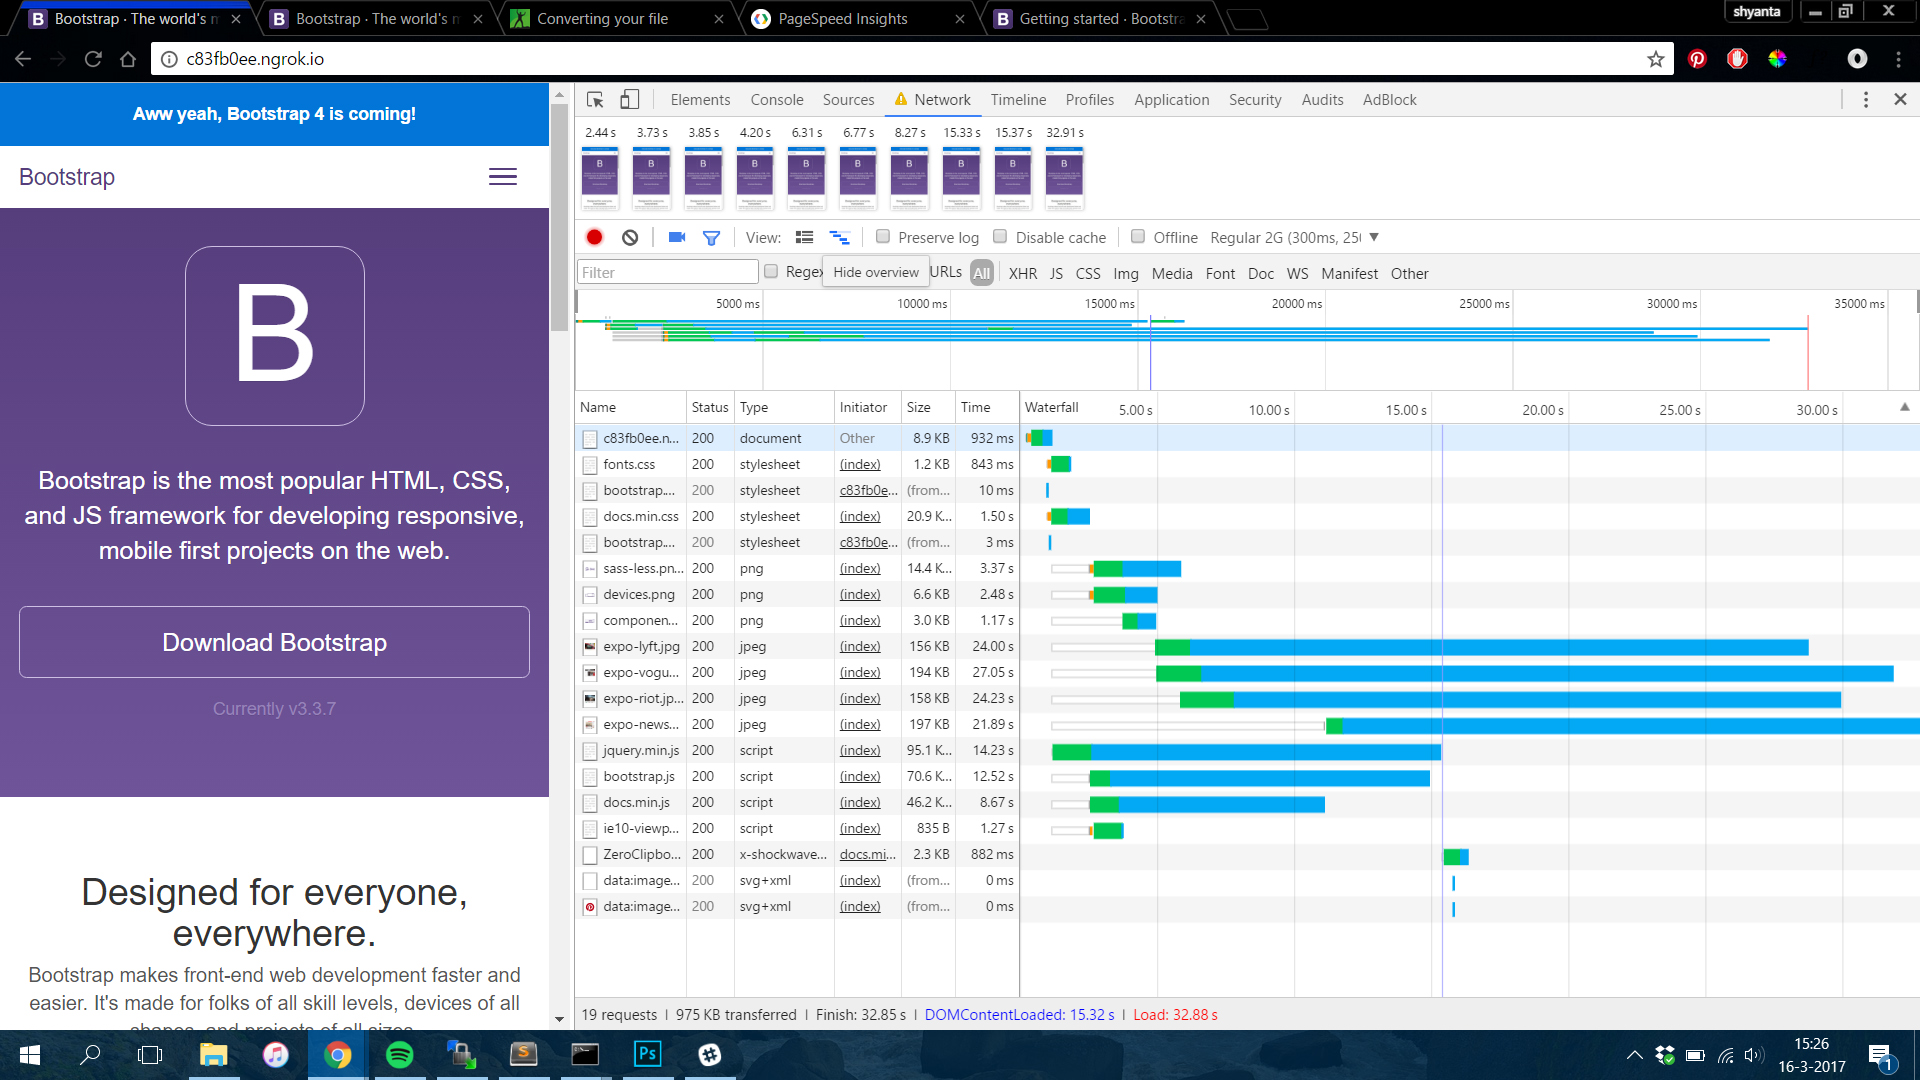 Bootstrap · The world's m
Bootstrap · The world's m
Converting your file
PageSpeed Insights
Getting started · Bootstra
shyanta
c83fb0ee.ngrok.io
Aww yeah, Bootstrap 4 is coming!
Bootstrap
B
Bootstrap is the most popular HTML, CSS,
and JS framework for developing responsive,
mobile first projects on the web.
Download Bootstrap
Currently v3.3.7
Designed for everyone,
everywhere.
Bootstrap makes front-end web development faster and
easier. It's made for folks of all skill levels, devices of all
shapes, and projects of all sizes.
Elements Console Sources Network Timeline Profiles Application Security Audits AdBlock
2.44 s 3.73 s 3.85 s 4.20 s 6.31 s 6.77 s 8.27 s 15.33 s 15.37 s 32.91 s
View: Preserve log Disable cache Offline Regular 2G (300ms, 25
Filter Regex Hide overview URLs All XHR JS CSS Img Media Font Doc WS Manifest Other
5000 ms 10000 ms 15000 ms 20000 ms 25000 ms 30000 ms 35000 ms
Name Status Type Initiator Size Time Waterfall 5.00 s 10.00 s 15.00 s 20.00 s 25.00 s 30.00 s
c83fb0ee.n... 200 document Other 8.9 KB 932 ms
fonts.css 200 stylesheet (index) 1.2 KB 843 ms
bootstrap.... 200 stylesheet c83fb0e... (from... 10 ms
docs.min.css 200 stylesheet (index) 20.9 K... 1.50 s
bootstrap.... 200 stylesheet c83fb0e... (from... 3 ms
sass-less.pn... 200 png (index) 14.4 K... 3.37 s
devices.png 200 png (index) 6.6 KB 2.48 s
componen... 200 png (index) 3.0 KB 1.17 s
expo-lyft.jpg 200 jpeg (index) 156 KB 24.00 s
expo-vogu... 200 jpeg (index) 194 KB 27.05 s
expo-riot.jp... 200 jpeg (index) 158 KB 24.23 s
expo-news... 200 jpeg (index) 197 KB 21.89 s
jquery.min.js 200 script (index) 95.1 K... 14.23 s
bootstrap.js 200 script (index) 70.6 K... 12.52 s
docs.min.js 200 script (index) 46.2 K... 8.67 s
ie10-viewp... 200 script (index) 835 B 1.27 s
ZeroClipbo... 200 x-shockwave... docs.mi... 2.3 KB 882 ms
data:image... 200 svg+xml (index) (from... 0 ms
data:image... 200 svg+xml (index) (from... 0 ms
19 requests | 975 KB transferred | Finish: 32.85 s | DOMContentLoaded: 15.32 s | Load: 32.88 s
Ps
15:26
16-3-2017
1